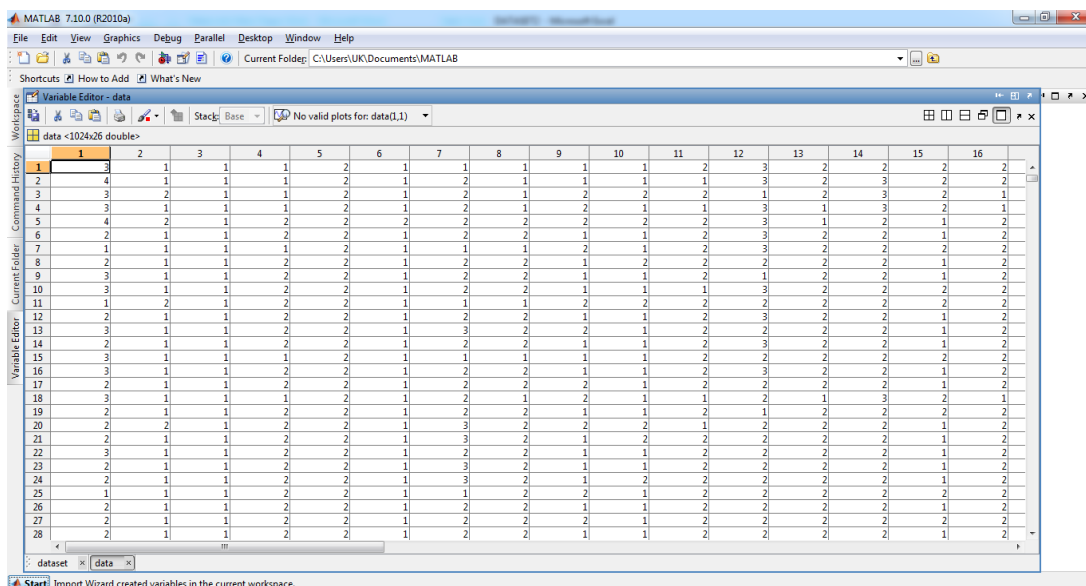 MATLAB 7.10.0 (R2010a)
File Edit View Graphics Debug Parallel Desktop Window Help
Current Folder: C:\Users\UK\Documents\MATLAB
Shortcuts How to Add What's New
Variable Editor - data
Stack: Base No valid plots for: data(1,1)
data <1024x26 double>
1 2 3 4 5 6 7 8 9 10 11 12 13 14 15 16
1 3 1 1 1 2 1 1 1 1 1 2 3 2 2 2 2
2 4 1 1 1 2 1 2 1 1 1 1 3 2 3 2 2
3 3 2 1 1 2 1 2 1 2 2 2 1 2 3 2 1
4 3 1 1 1 2 1 2 1 2 1 1 3 1 3 2 1
5 4 2 1 2 2 2 2 2 2 2 2 3 1 2 1 2
6 2 1 1 2 2 1 2 2 1 1 2 3 2 2 1 2
7 1 1 1 1 2 1 1 1 2 1 2 3 2 2 2 2
8 2 1 1 2 2 1 2 2 1 2 2 2 2 2 1 2
9 3 1 1 2 2 1 2 2 1 1 2 1 2 2 1 2
10 3 1 1 2 2 1 2 2 1 1 1 3 2 2 1 2
11 1 2 1 2 2 1 1 1 2 2 2 2 2 2 2 2
12 2 1 1 2 2 1 2 2 1 1 2 3 2 2 1 2
13 3 1 1 2 2 1 3 2 2 1 2 2 2 2 1 2
14 2 1 1 2 2 1 2 2 1 1 2 3 2 2 1 2
15 3 1 1 1 2 1 1 1 1 1 2 2 2 2 2 2
16 3 1 1 2 2 1 2 2 1 1 2 3 2 2 1 2
17 2 1 1 2 2 1 2 2 2 1 2 2 2 2 1 2
18 3 1 1 1 2 1 2 1 2 1 1 2 1 3 2 1
19 2 1 1 2 2 1 2 2 1 1 2 1 2 2 2 2
20 2 2 1 2 2 1 3 2 2 2 1 2 2 2 1 2
21 2 1 1 2 2 1 3 2 1 2 2 2 2 2 1 2
22 3 1 1 2 2 1 2 2 1 1 2 2 2 2 1 2
23 2 1 1 2 2 1 3 2 1 1 2 2 2 2 1 2
24 2 1 1 2 2 1 3 2 1 2 2 2 2 2 1 2
25 1 1 1 2 2 1 1 2 2 1 2 2 2 2 2 2
26 2 1 1 2 2 1 2 2 1 1 2 2 2 2 1 2
27 2 1 1 2 2 1 2 2 1 2 2 2 2 2 1 2
28 2 1 1 2 2 1 2 2 1 1 2 2 2 2 1 2
Workspace
Command History
Current Folder
Variable Editor
dataset data
Start Import Wizard created variables in the current workspace.